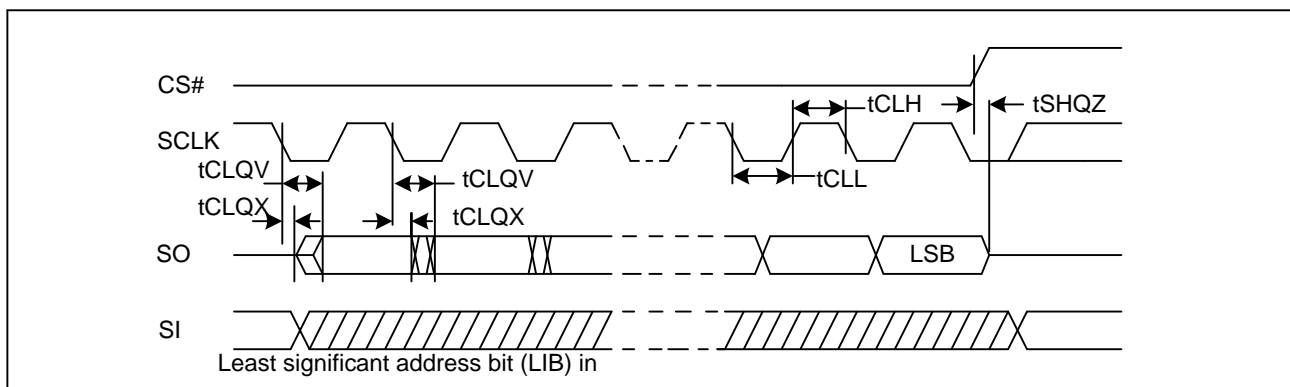 CS#
tCLH
tSHQZ
SCLK
tCLQV
tCLQV
tCLL
tCLQX
tCLQX
SO
LSB
SI
Least significant address bit (LIB) in